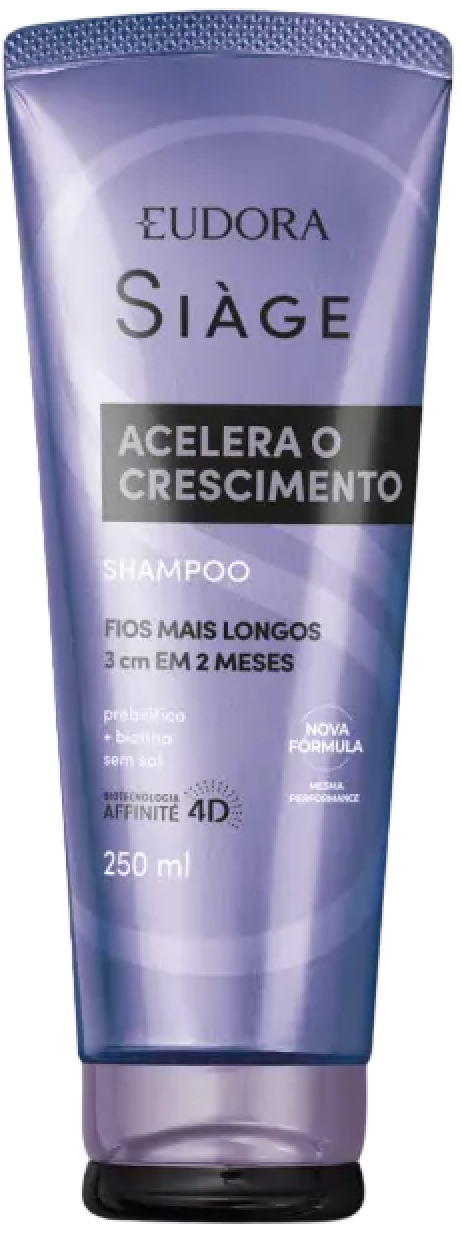 EUDORA
SIÀGE
ACELERA O
CRESCIMENTO
SHAMPOO
FIOS MAIS LONGOS
3 cm EM 2 MESES
prebiótico
+ biotina
sem sal
NOVA
FÓRMULA
MESMA
PERFORMANCE
BIOTECNOLOGIA
AFFINITÉ 4D
250 ml